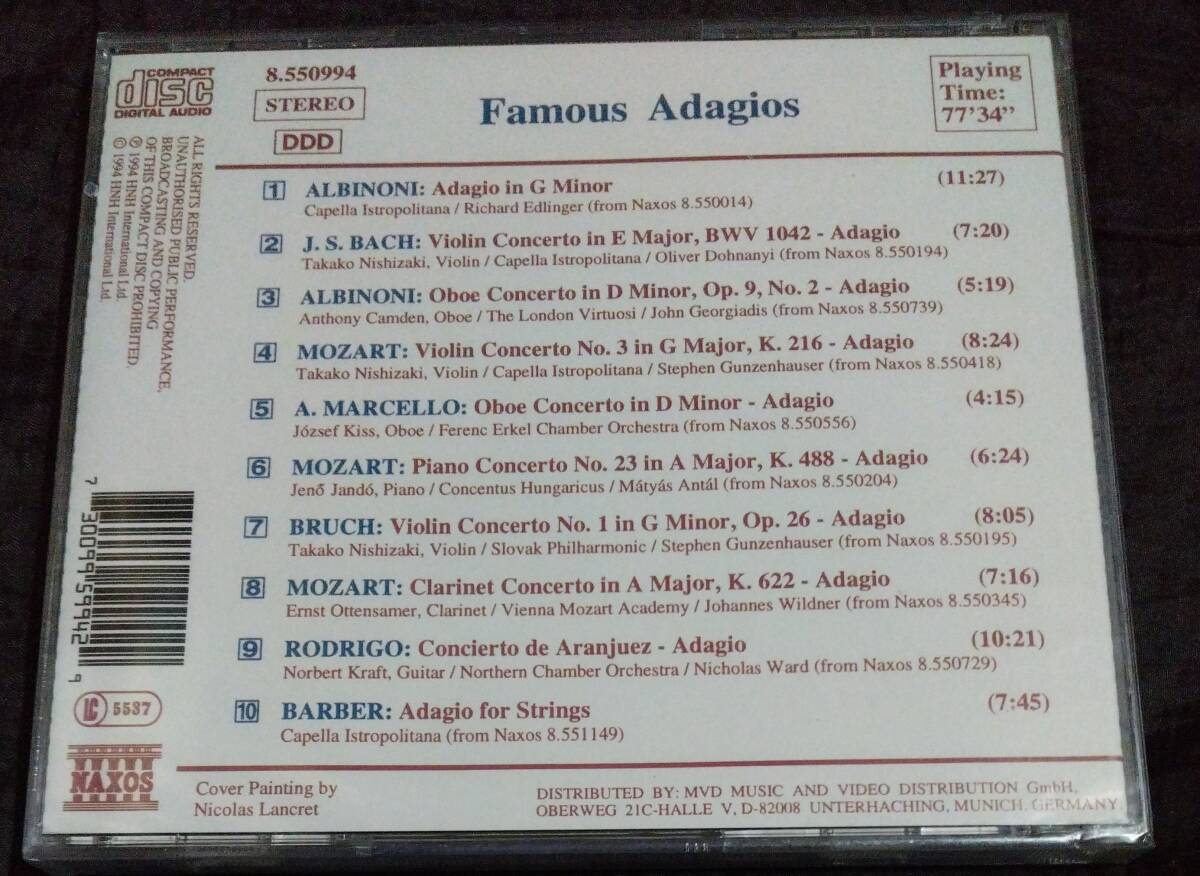 COMPACT
disc
DIGITAL AUDIO
8.550994
STEREO
DDD
Famous Adagios
Playing
Time:
77'34"
ALL RIGHTS RESERVED.
UNAUTHORISED PUBLIC PERFORMANCE,
BROADCASTING AND COPYING
OF THIS COMPACT DISC PROHIBITED.
℗ 1994 HNH International Ltd.
© 1994 HNH International Ltd.
1 ALBINONI: Adagio in G Minor (11:27)
Capella Istropolitana / Richard Edlinger (from Naxos 8.550014)
2 J. S. BACH: Violin Concerto in E Major, BWV 1042 - Adagio (7:20)
Takako Nishizaki, Violin / Capella Istropolitana / Oliver Dohnanyi (from Naxos 8.550194)
3 ALBINONI: Oboe Concerto in D Minor, Op. 9, No. 2 - Adagio (5:19)
Anthony Camden, Oboe / The London Virtuosi / John Georgiadis (from Naxos 8.550739)
4 MOZART: Violin Concerto No. 3 in G Major, K. 216 - Adagio (8:24)
Takako Nishizaki, Violin / Capella Istropolitana / Stephen Gunzenhauser (from Naxos 8.550418)
5 A. MARCELLO: Oboe Concerto in D Minor - Adagio (4:15)
József Kiss, Oboe / Ferenc Erkel Chamber Orchestra (from Naxos 8.550556)
6 MOZART: Piano Concerto No. 23 in A Major, K. 488 - Adagio (6:24)
Jenő Jandó, Piano / Concentus Hungaricus / Mátyás Antál (from Naxos 8.550204)
7 BRUCH: Violin Concerto No. 1 in G Minor, Op. 26 - Adagio (8:05)
Takako Nishizaki, Violin / Slovak Philharmonic / Stephen Gunzenhauser (from Naxos 8.550195)
8 MOZART: Clarinet Concerto in A Major, K. 622 - Adagio (7:16)
Ernst Ottensamer, Clarinet / Vienna Mozart Academy / Johannes Wildner (from Naxos 8.550345)
9 RODRIGO: Concierto de Aranjuez - Adagio (10:21)
Norbert Kraft, Guitar / Northern Chamber Orchestra / Nicholas Ward (from Naxos 8.550729)
10 BARBER: Adagio for Strings (7:45)
Capella Istropolitana (from Naxos 8.551149)
7 30099 59942 9
LC 5537
NAXOS
Cover Painting by
Nicolas Lancret
DISTRIBUTED BY: MVD MUSIC AND VIDEO DISTRIBUTION GmbH,
OBERWEG 21C-HALLE V, D-82008 UNTERHACHING, MUNICH, GERMANY